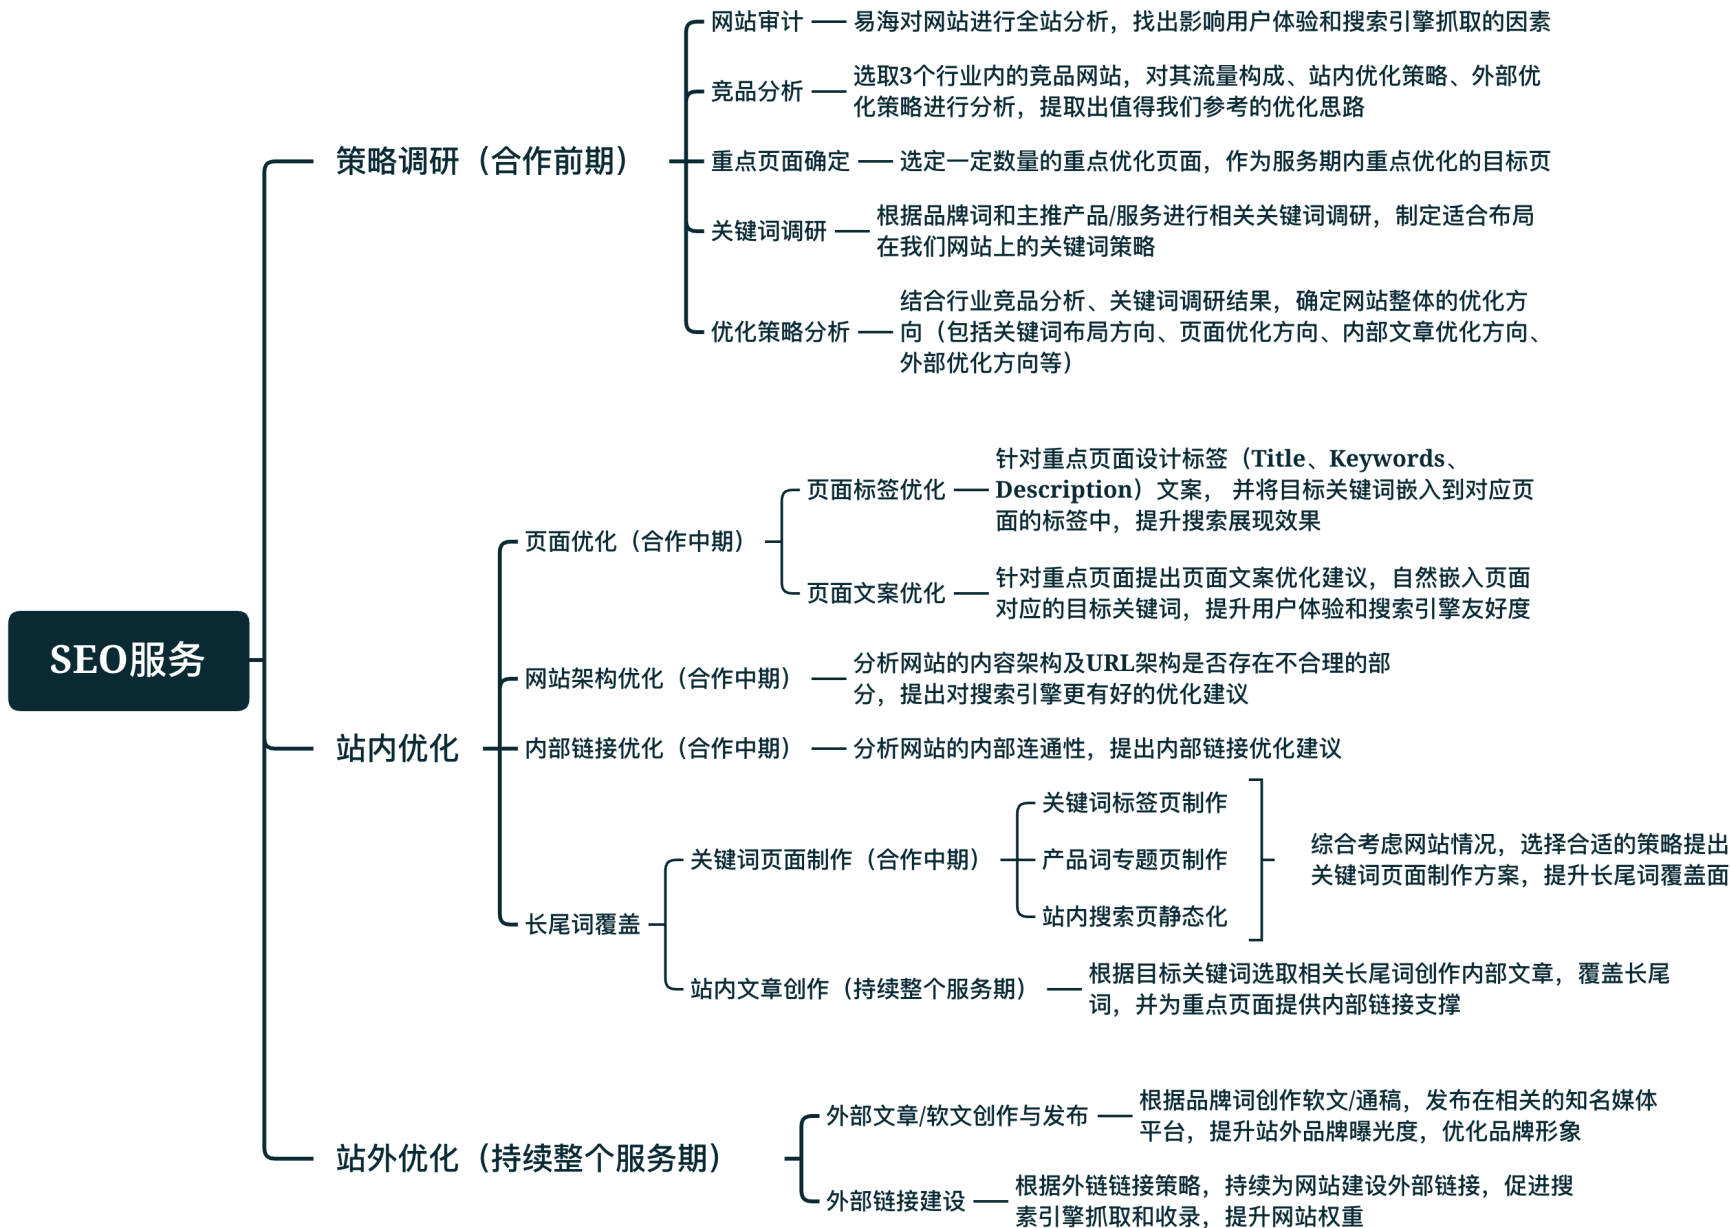 SEO服务
策略调研（合作前期）
网站审计
易海对网站进行全站分析，找出影响用户体验和搜索引擎抓取的因素
竞品分析
选取3个行业内的竞品网站，对其流量构成、站内优化策略、外部优
化策略进行分析，提取出值得我们参考的优化思路
重点页面确定
选定一定数量的重点优化页面，作为服务期内重点优化的目标页
关键词调研
根据品牌词和主推产品/服务进行相关关键词调研，制定适合布局
在我们网站上的关键词策略
优化策略分析
结合行业竞品分析、关键词调研结果，确定网站整体的优化方
向（包括关键词布局方向、页面优化方向、内部文章优化方向、
外部优化方向等）
站内优化
页面优化（合作中期）
页面标签优化
针对重点页面设计标签（Title、Keywords、
Description）文案， 并将目标关键词嵌入到对应页
面的标签中，提升搜索展现效果
页面文案优化
针对重点页面提出页面文案优化建议，自然嵌入页面
对应的目标关键词，提升用户体验和搜索引擎友好度
网站架构优化（合作中期）
分析网站的内容架构及URL架构是否存在不合理的部
分，提出对搜索引擎更有好的优化建议
内部链接优化（合作中期）
分析网站的内部连通性，提出内部链接优化建议
长尾词覆盖
关键词页面制作（合作中期）
关键词标签页制作
产品词专题页制作
站内搜索页静态化
综合考虑网站情况，选择合适的策略提出
关键词页面制作方案，提升长尾词覆盖面
站内文章创作（持续整个服务期）
根据目标关键词选取相关长尾词创作内部文章，覆盖长尾
词，并为重点页面提供内部链接支撑
站外优化（持续整个服务期）
外部文章/软文创作与发布
根据品牌词创作软文/通稿，发布在相关的知名媒体
平台，提升站外品牌曝光度，优化品牌形象
外部链接建设
根据外链链接策略，持续为网站建设外部链接，促进搜
素引擎抓取和收录，提升网站权重